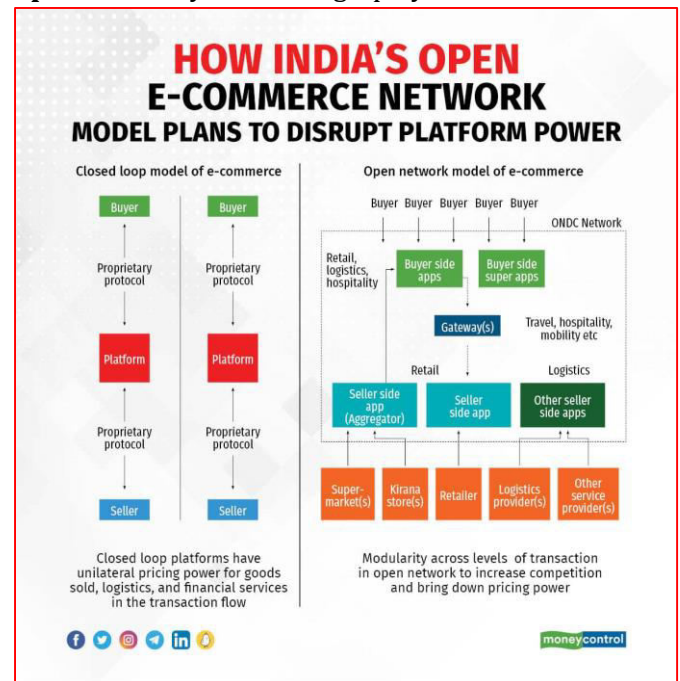 HOW INDIA'S OPEN
E-COMMERCE NETWORK
MODEL PLANS TO DISRUPT PLATFORM POWER
Closed loop model of e-commerce
Buyer
Buyer
Proprietary
protocol
Proprietary
protocol
Platform
Platform
Proprietary
protocol
Proprietary
protocol
Seller
Seller
Closed loop platforms have
unilateral pricing power for goods
sold, logistics, and financial services
in the transaction flow
Open network model of e-commerce
Buyer Buyer Buyer Buyer Buyer
ONDC Network
Retail,
logistics,
hospitality
Buyer side
apps
Buyer side
super apps
Gateway(s)
Travel, hospitality,
mobility etc
Retail
Logistics
Seller side
app
(Aggregator)
Seller
side app
Other seller
side apps
Super-
market(s)
Kirana
store(s)
Retailer
Logistics
provider(s)
Other
service
provider(s)
Modularity across levels of transaction
in open network to increase competition
and bring down pricing power
moneycontrol